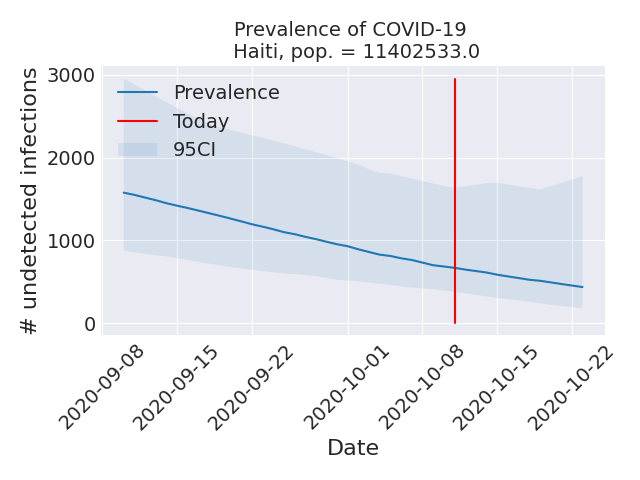 Prevalence of COVID-19
Haiti, pop. = 11402533.0
# undetected infections
3000
2000
1000
0
Prevalence
Today
95CI
2020-09-08
2020-09-15
2020-09-22
2020-10-01
2020-10-08
2020-10-15
2020-10-22
Date